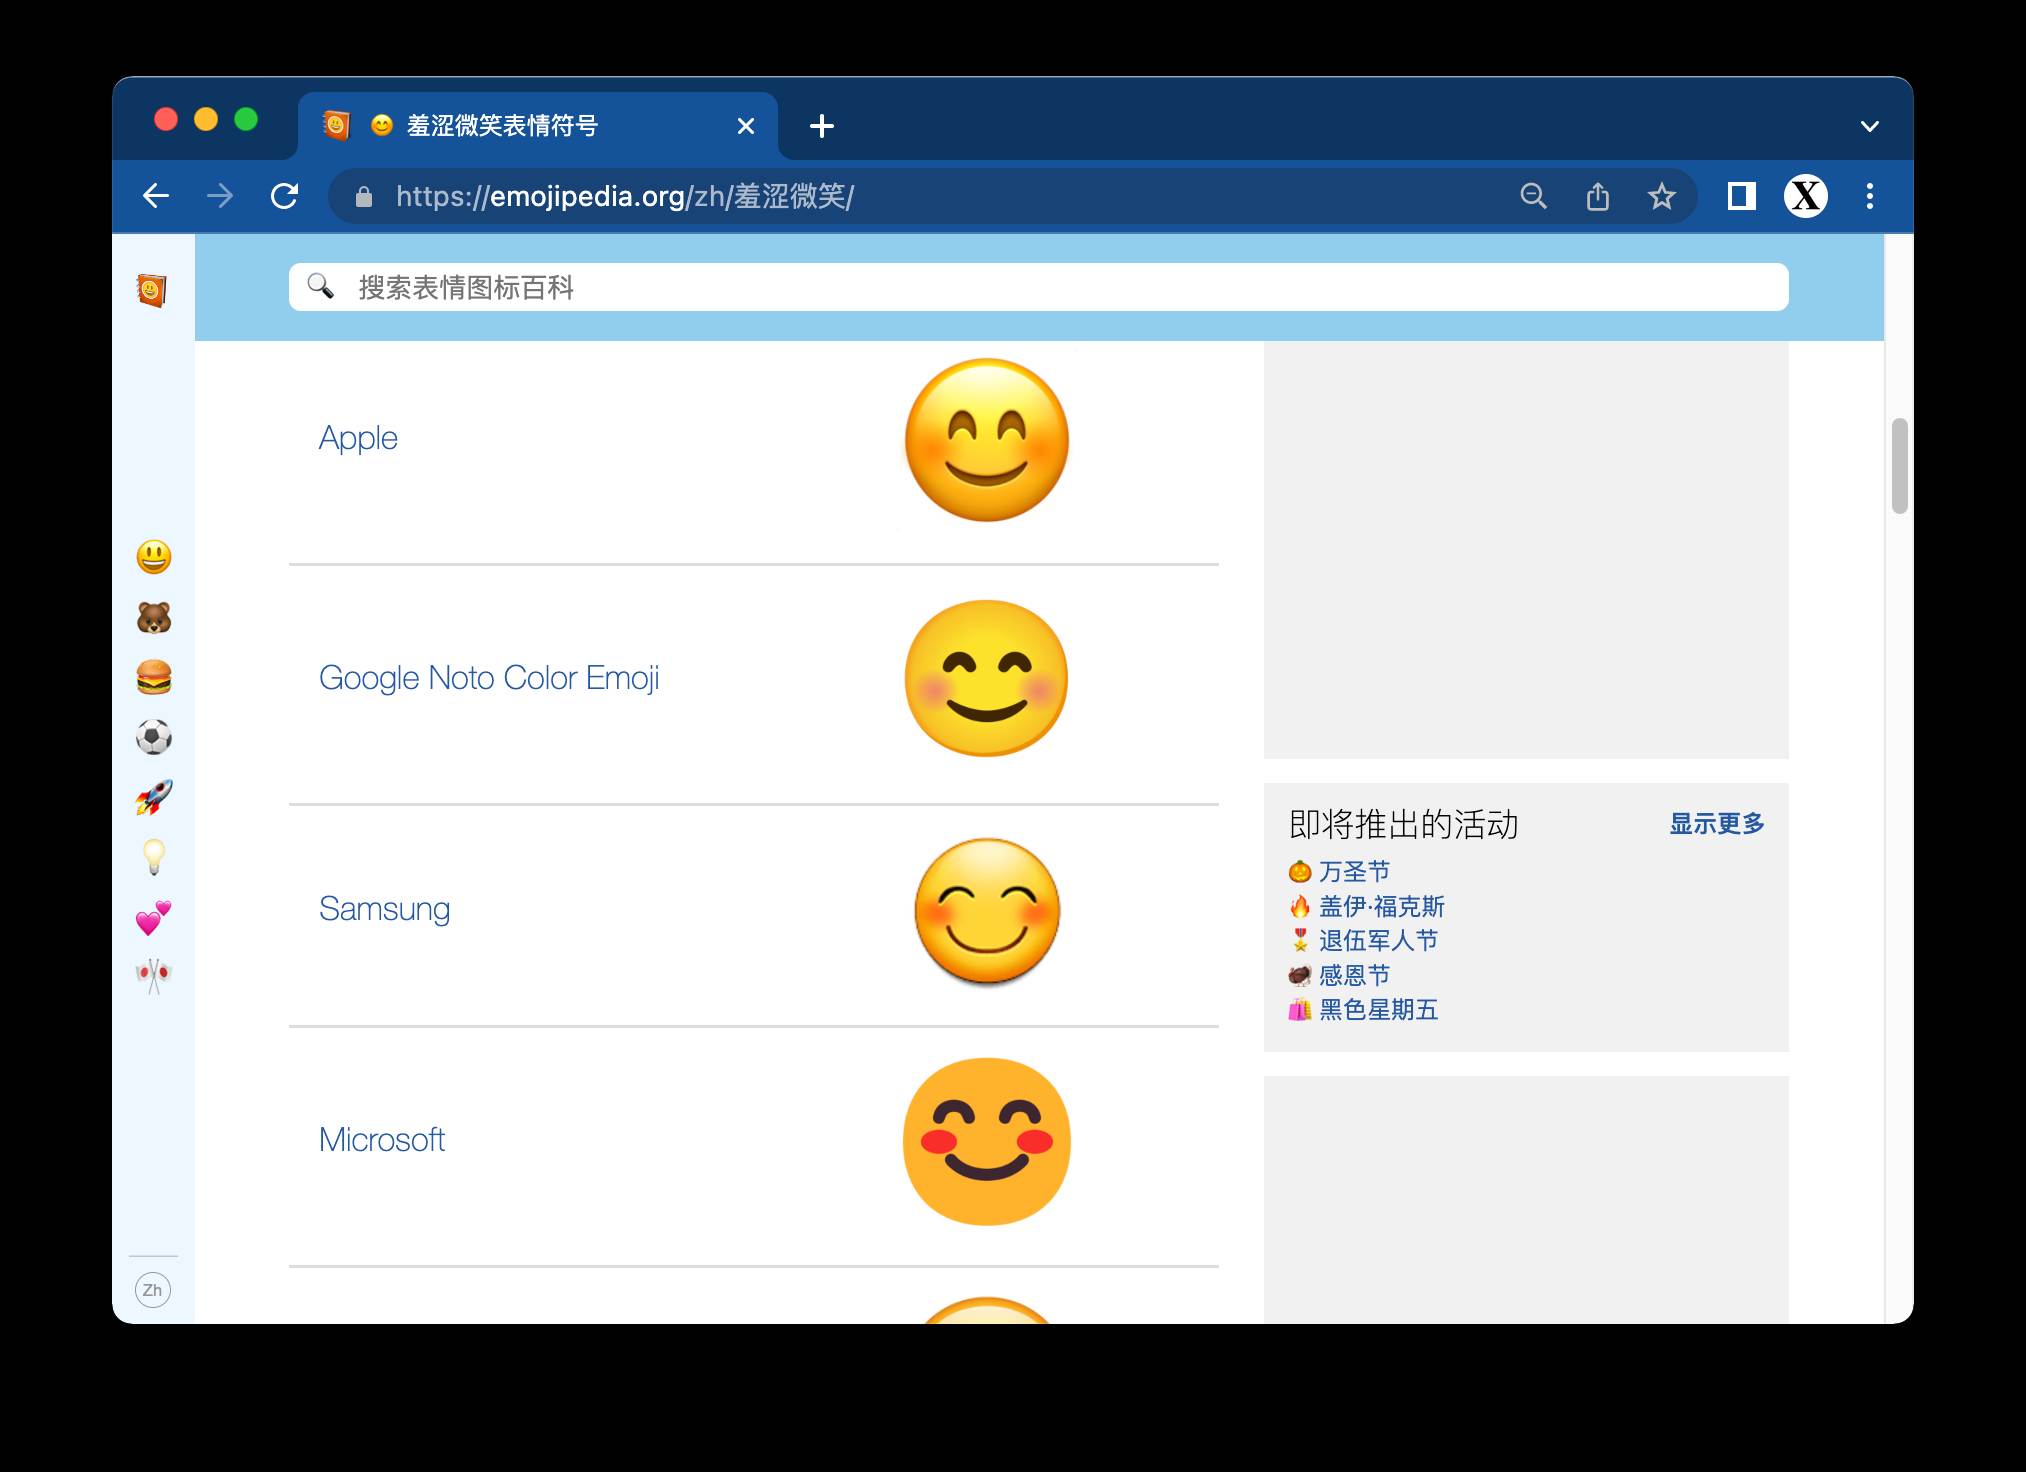 羞涩微笑表情符号
https://emojipedia.org/zh/羞涩微笑/
X
搜索表情图标百科
Apple
Google Noto Color Emoji
Samsung
Microsoft
即将推出的活动 显示更多
万圣节
盖伊·福克斯
退伍军人节
感恩节
黑色星期五
Zh